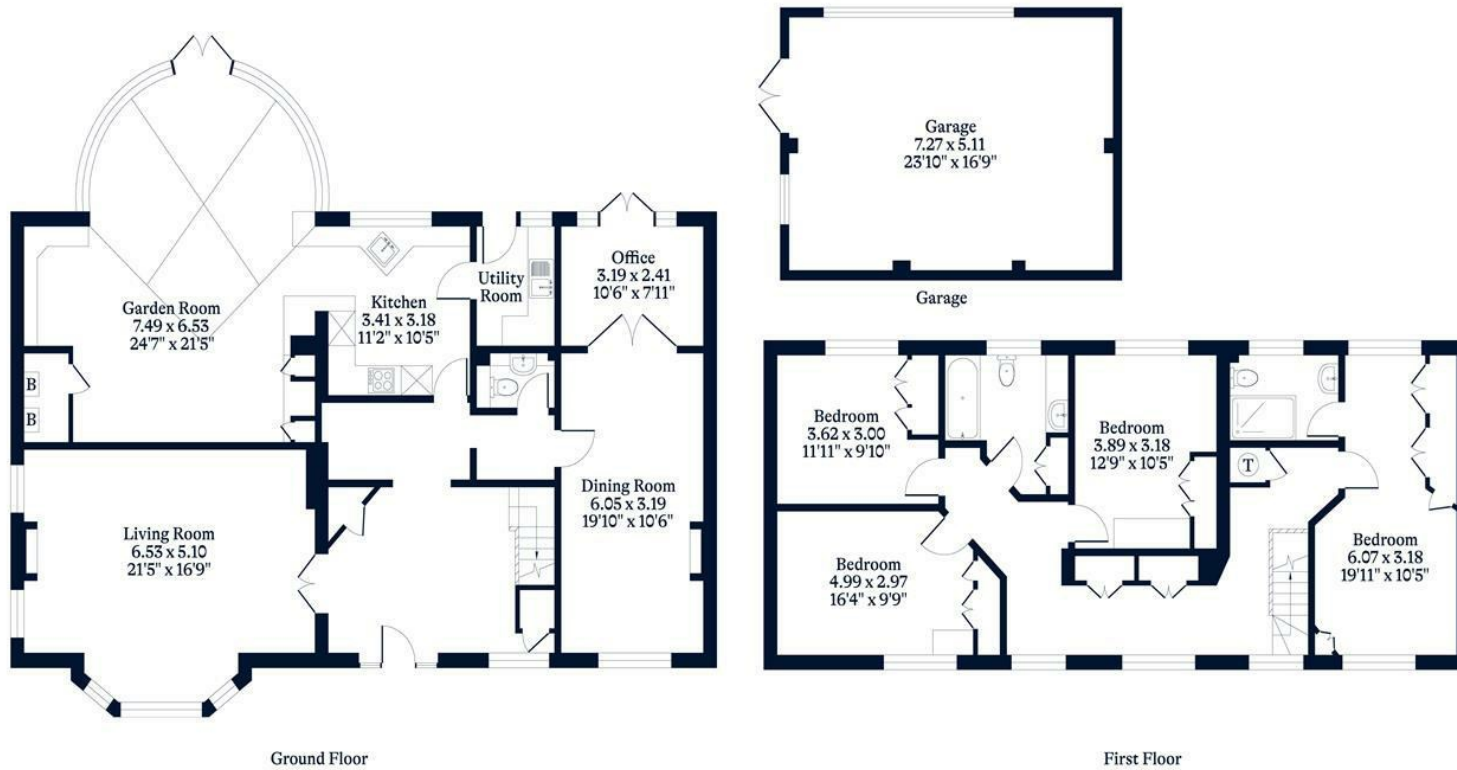 Garden Room
7.49 x 6.53
24'7" x 21'5"
Kitchen
3.41 x 3.18
11'2" x 10'5"
Utility
Room
Office
3.19 x 2.41
10'6" x 7'11"
B
B
Living Room
6.53 x 5.10
21'5" x 16'9"
Dining Room
6.05 x 3.19
19'10" x 10'6"
Ground Floor
Garage
7.27 x 5.11
23'10" x 16'9"
Garage
Bedroom
3.62 x 3.00
11'11" x 9'10"
Bedroom
3.89 x 3.18
12'9" x 10'5"
T
Bedroom
4.99 x 2.97
16'4" x 9'9"
Bedroom
6.07 x 3.18
19'11" x 10'5"
First Floor